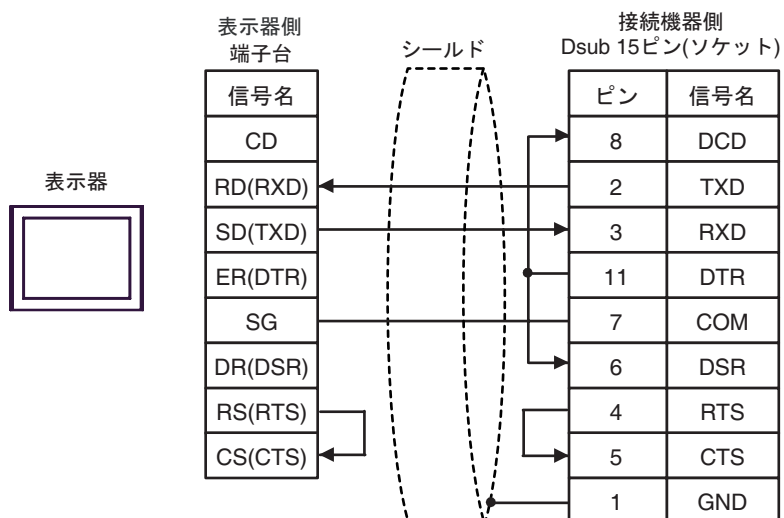 表示器側
端子台
シールド
接続機器側
Dsub 15ピン(ソケット)
表示器
信号名
CD
RD(RXD)
SD(TXD)
ER(DTR)
SG
DR(DSR)
RS(RTS)
CS(CTS)
ピン 信号名
8 DCD
2 TXD
3 RXD
11 DTR
7 COM
6 DSR
4 RTS
5 CTS
1 GND